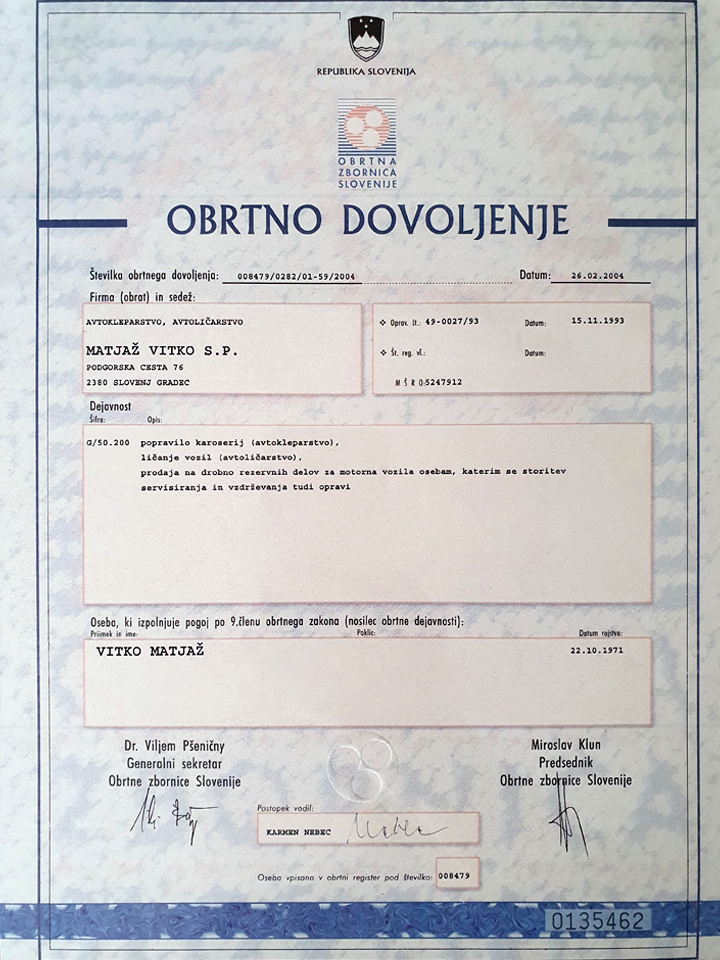 REPUBLIKA SLOVENIJA
OBRTNA
ZBORNICA
SLOVENIJE
OBRTNO DOVOLJENJE
Številka obrtnega dovoljenja: 008479/0282/01-59/2004 Datum: 26.02.2004
Firma (obrat) in sedež:
AVTOKLEPARSTVO, AVTOLIČARSTVO
MATJAŽ VITKO S.P.
PODGORSKA CESTA 76
2380 SLOVENJ GRADEC
Oprav. št.: 49-0027/93 Datum: 15.11.1993
Št. reg. vl.: Datum:
MŠRO 5247912
Dejavnost
Šifra: Opis:
G/50.200 popravilo karoserij (avtokleparstvo),
ličanje vozil (avtoličarstvo),
prodaja na drobno rezervnih delov za motorna vozila osebam, katerim se storitev
servisiranja in vzdrževanja tudi opravi
Oseba, ki izpolnjuje pogoj po 9.členu obrtnega zakona (nosilec obrtne dejavnosti):
Priimek in ime: Poklic: Datum rojstva:
VITKO MATJAŽ 22.10.1971
Dr. Viljem Pšeničny
Generalni sekretar
Obrtne zbornice Slovenije
Miroslav Klun
Predsednik
Obrtne zbornice Slovenije
Postopek vodil:
KARMEN NEBEC
Oseba vpisana v obrtni register pod številko: 008479
0135462